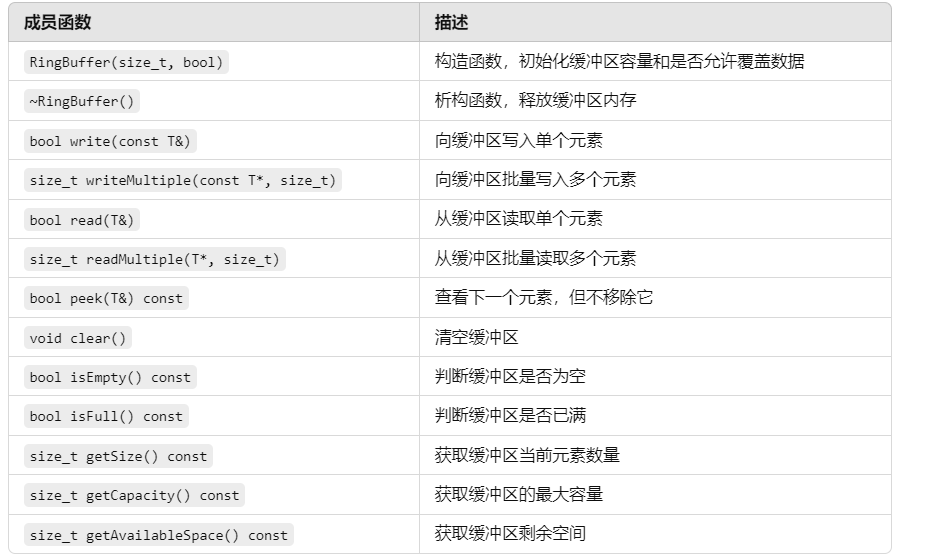 成员函数 描述
RingBuffer(size_t, bool) 构造函数，初始化缓冲区容量和是否允许覆盖数据
~RingBuffer() 析构函数，释放缓冲区内存
bool write(const T&) 向缓冲区写入单个元素
size_t writeMultiple(const T*, size_t) 向缓冲区批量写入多个元素
bool read(T&) 从缓冲区读取单个元素
size_t readMultiple(T*, size_t) 从缓冲区批量读取多个元素
bool peek(T&) const 查看下一个元素，但不移除它
void clear() 清空缓冲区
bool isEmpty() const 判断缓冲区是否为空
bool isFull() const 判断缓冲区是否已满
size_t getSize() const 获取缓冲区当前元素数量
size_t getCapacity() const 获取缓冲区的最大容量
size_t getAvailableSpace() const 获取缓冲区剩余空间